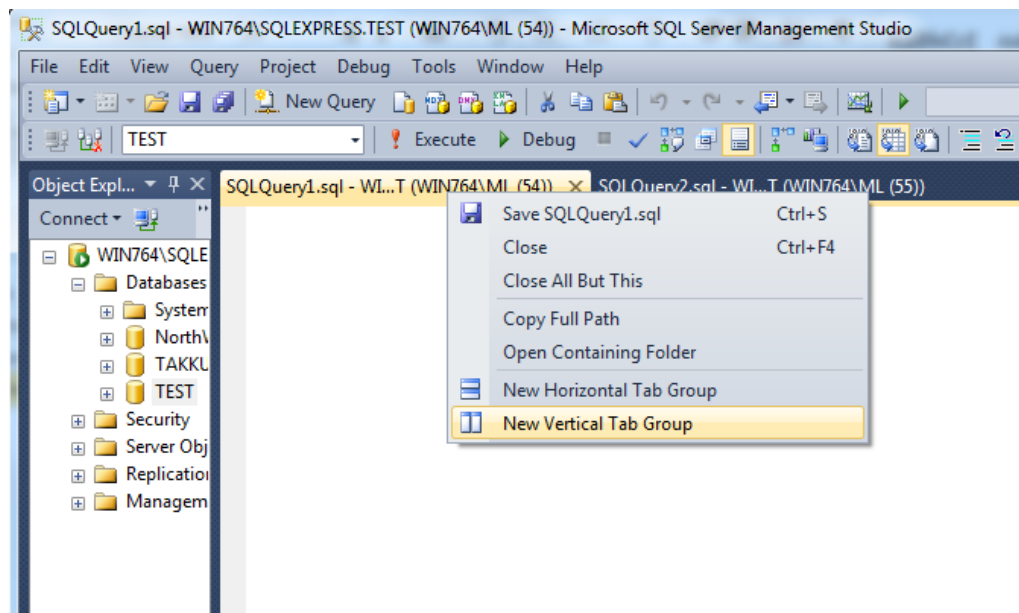 SQLQuery1.sql - WIN764\SQLEXPRESS.TEST (WIN764\ML (54)) - Microsoft SQL Server Management Studio
File Edit View Query Project Debug Tools Window Help
New Query
TEST Execute Debug
Object Expl... SQLQuery1.sql - WI...T (WIN764\ML (54)) SQLQuery2.sql - WI...T (WIN764\ML (55))
Connect
WIN764\SQLE
Databases
System
North
TAKKU
TEST
Security
Server Obj
Replication
Managem
Save SQLQuery1.sql Ctrl+S
Close Ctrl+F4
Close All But This
Copy Full Path
Open Containing Folder
New Horizontal Tab Group
New Vertical Tab Group